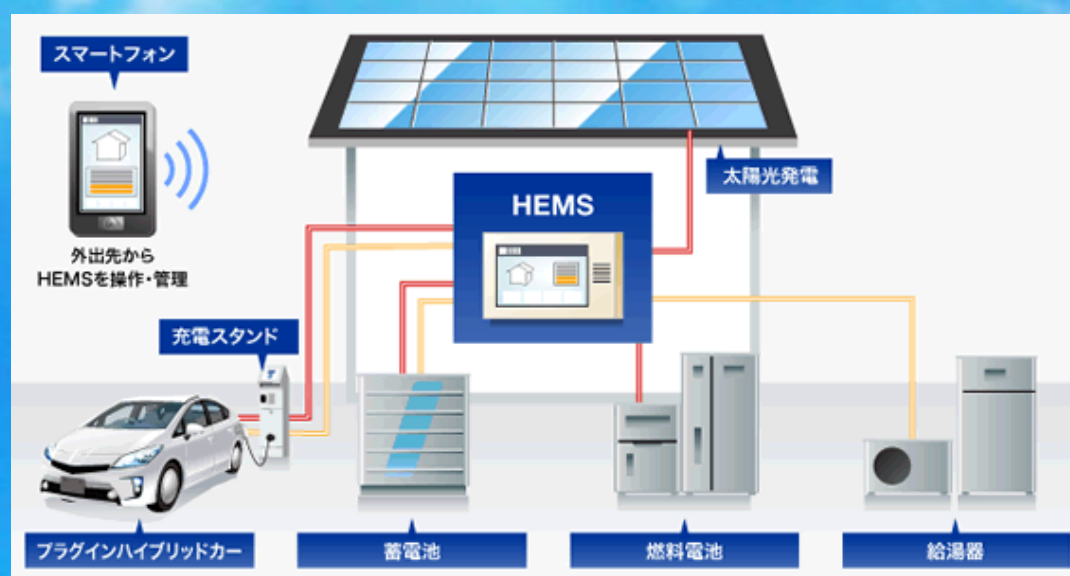 スマートフォン
外出先から
HEMSを操作・管理
太陽光発電
HEMS
充電スタンド
プラグインハイブリッドカー
蓄電池
燃料電池
給湯器